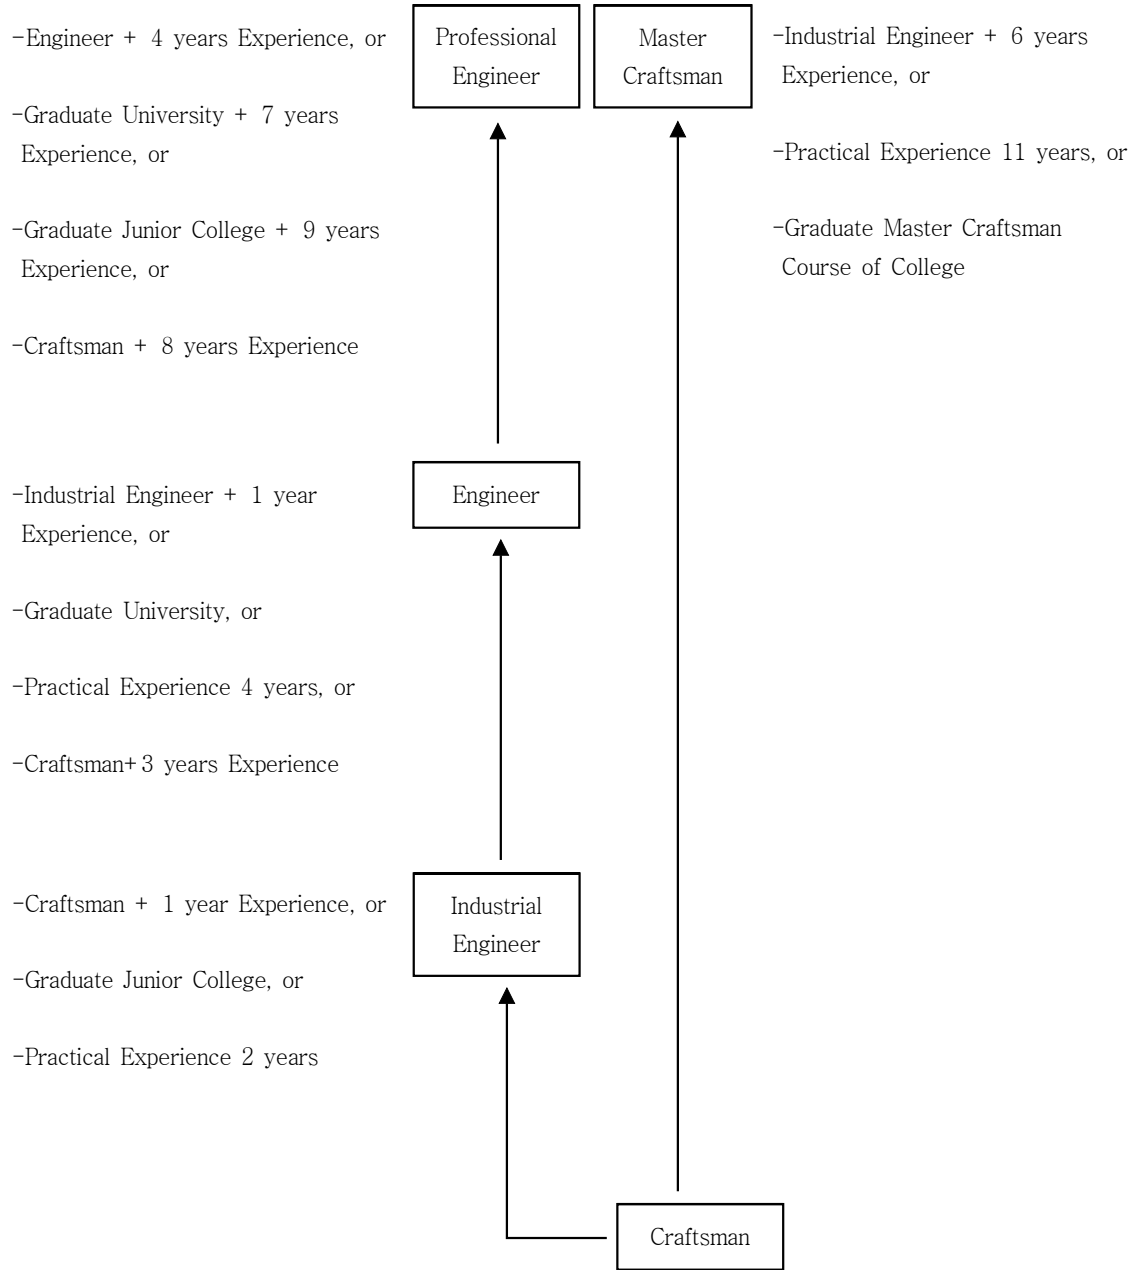 -Engineer + 4 years Experience, or
-Graduate University + 7 years
Experience, or
-Graduate Junior College + 9 years
Experience, or
-Craftsman + 8 years Experience
Professional
Engineer
Master
Craftsman
-Industrial Engineer + 6 years
Experience, or
-Practical Experience 11 years, or
-Graduate Master Craftsman
Course of College
-Industrial Engineer + 1 year
Experience, or
-Graduate University, or
-Practical Experience 4 years, or
-Craftsman+3 years Experience
Engineer
-Craftsman + 1 year Experience, or
-Graduate Junior College, or
-Practical Experience 2 years
Industrial
Engineer
Craftsman